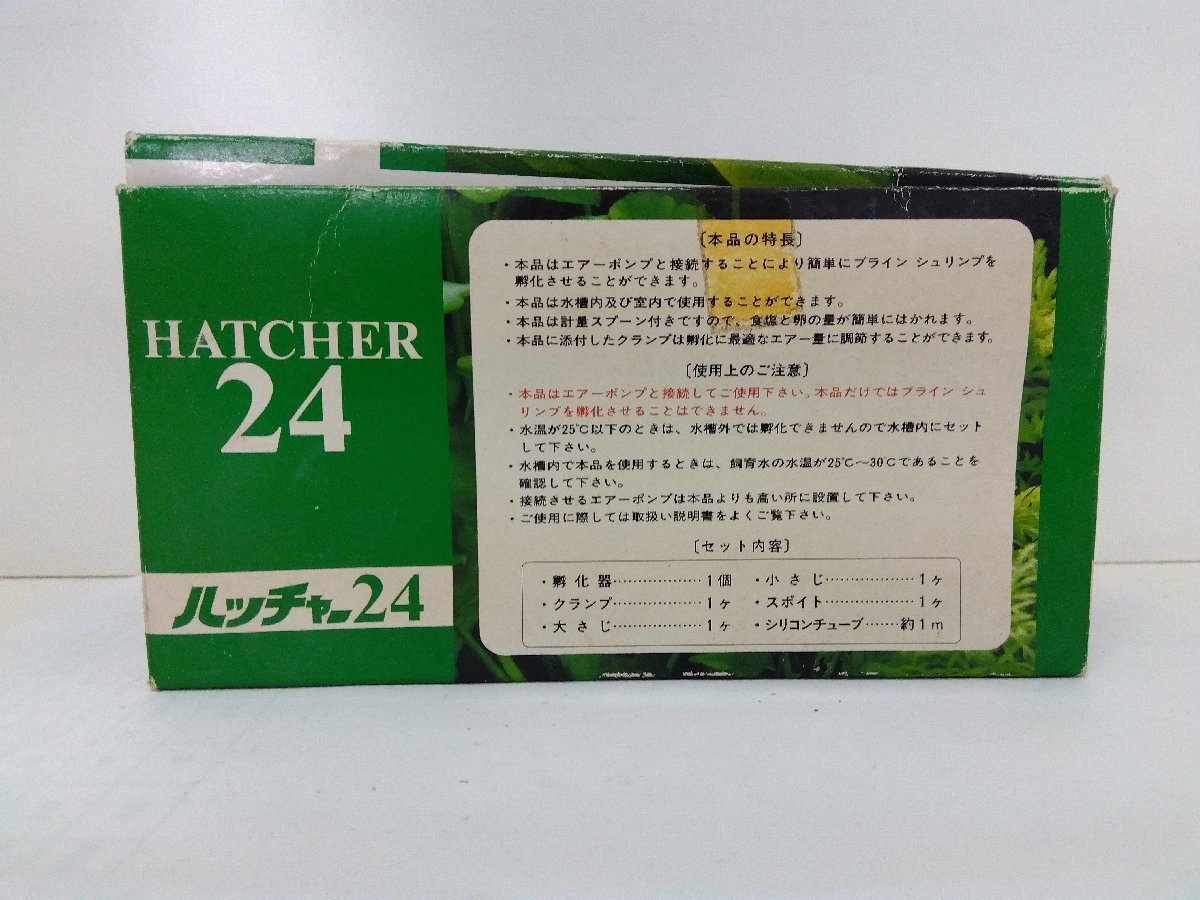 HATCHER
24
ハッチャー24
〔本品の特長〕
・本品はエアーポンプと接続することにより簡単にブライン シュリンプを
孵化させることができます。
・本品は水槽内及び室内で使用することができます。
・本品は計量スプーン付きですので、食塩と卵の量が簡単にはかれます。
・本品に添付したクランプは孵化に最適なエアー量に調節することができます。
〔使用上のご注意〕
・本品はエアーポンプと接続してご使用下さい。本品だけではブライン シュ
リンプを孵化させることはできません。
・水温が25℃以下のときは、水槽外では孵化できませんので水槽内にセット
して下さい。
・水槽内で本品を使用するときは、飼育水の水温が25℃〜30℃であることを
確認して下さい。
・接続させるエアーポンプは本品よりも高い所に設置して下さい。
・ご使用に際しては取扱い説明書をよくご覧下さい。
〔セット内容〕
・孵化器………………1個 ・小さじ………………1ヶ
・クランプ……………1ヶ ・スポイト……………1ヶ
・大さじ………………1ヶ ・シリコンチューブ……約1m